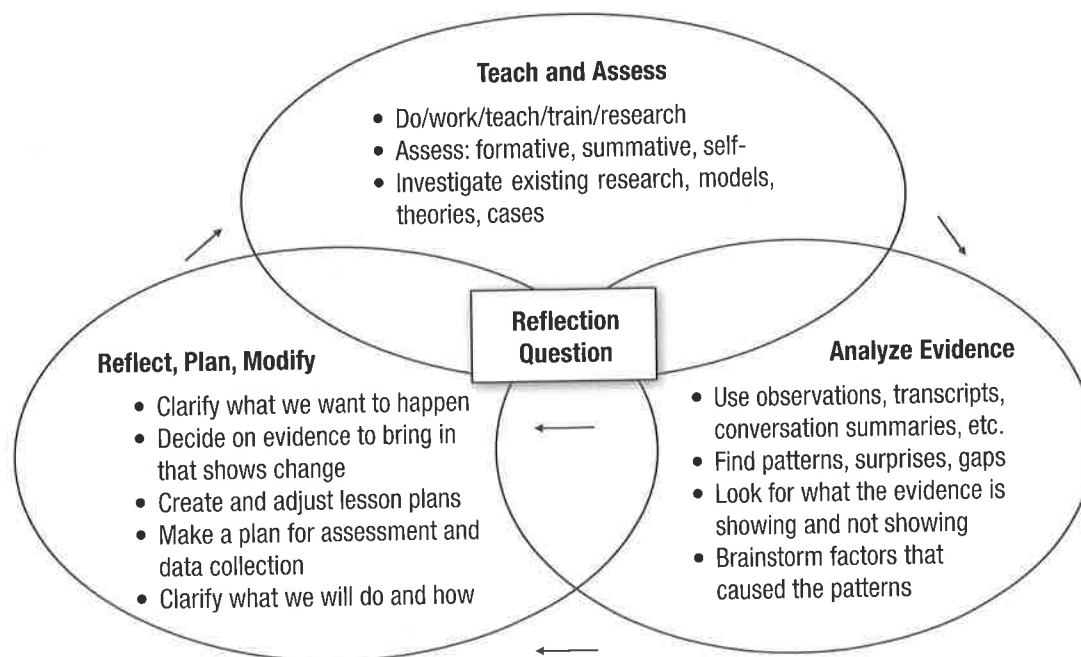 Teach and Assess
• Do/work/teach/train/research
• Assess: formative, summative, self-
• Investigate existing research, models,
theories, cases
Reflection
Question
Reflect, Plan, Modify
• Clarify what we want to happen
• Decide on evidence to bring in
that shows change
• Create and adjust lesson plans
• Make a plan for assessment and
data collection
• Clarify what we will do and how
Analyze Evidence
• Use observations, transcripts,
conversation summaries, etc.
• Find patterns, surprises, gaps
• Look for what the evidence is
showing and not showing
• Brainstorm factors that
caused the patterns